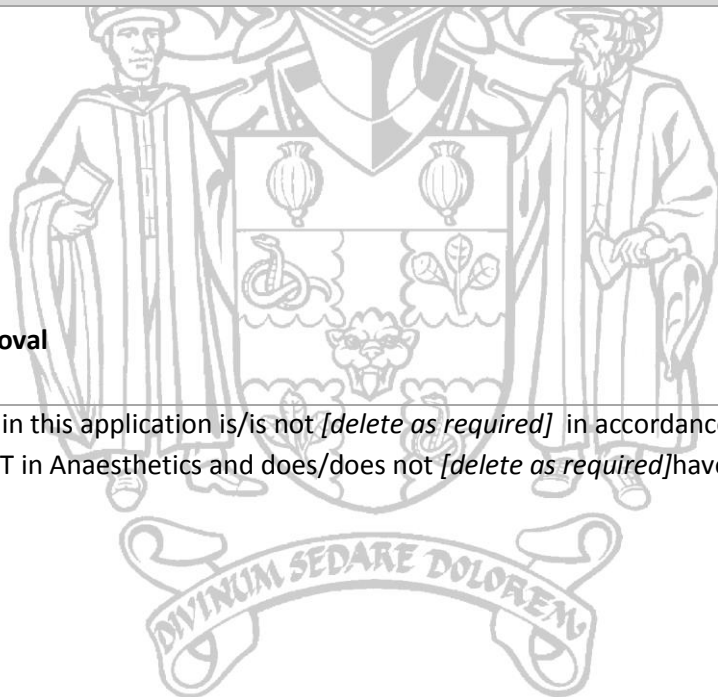 oval
in this application is/is not [delete as required] in accordance
T in Anaesthetics and does/does not [delete as required]have
DIVINUM SEDARE DOLOREM